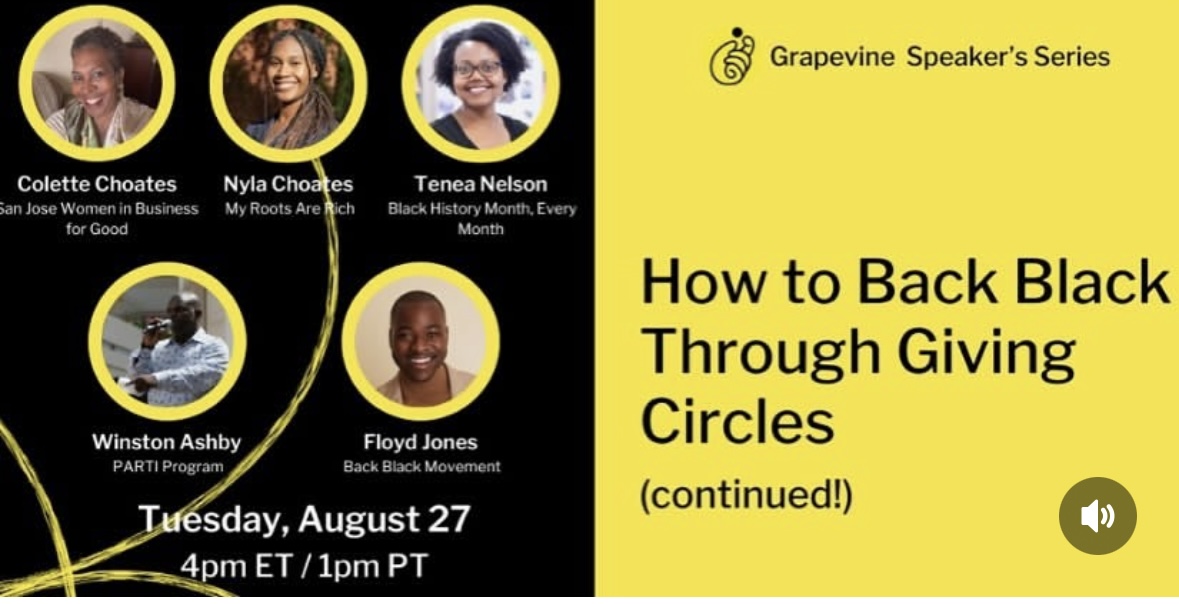 Colette Choates
San Jose Women in Business
for Good
Nyla Choates
My Roots Are Rich
Tenea Nelson
Black History Month, Every
Month
Winston Ashby
PARTI Program
Floyd Jones
Back Black Movement
Tuesday, August 27
4pm ET / 1pm PT
Grapevine Speaker's Series
How to Back Black
Through Giving
Circles
(continued!)